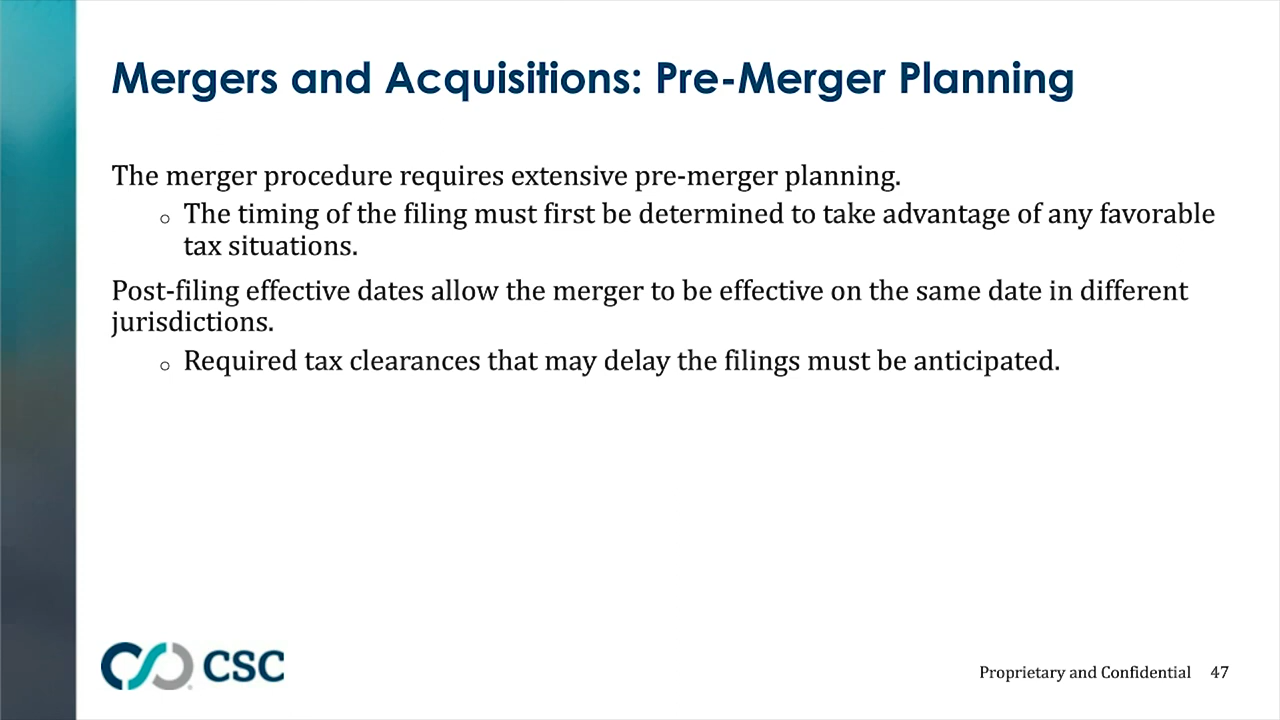 Mergers and Acquisitions: Pre-Merger Planning
The merger procedure requires extensive pre-merger planning.
○ The timing of the filing must first be determined to take advantage of any favorable
tax situations.
Post-filing effective dates allow the merger to be effective on the same date in different
jurisdictions.
○ Required tax clearances that may delay the filings must be anticipated.
CSC
Proprietary and Confidential 47